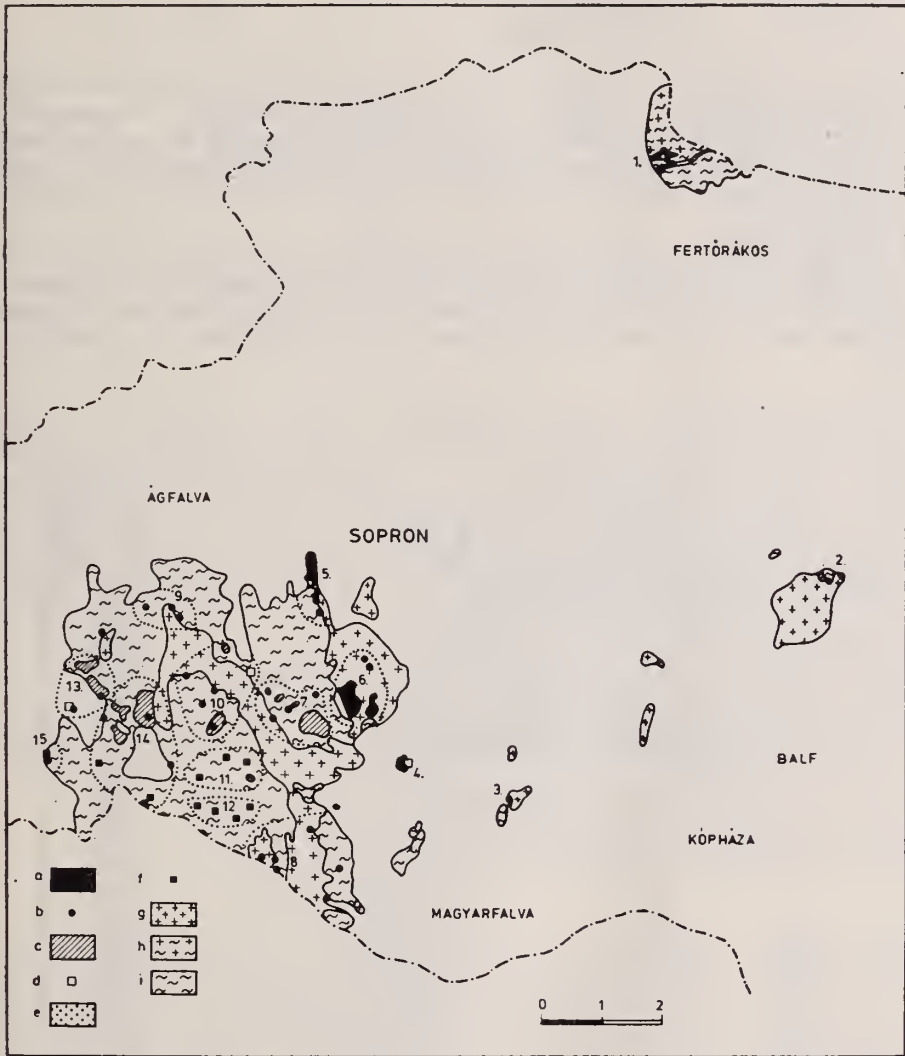 1.
FERTŐRÁKOS
ÁGFALVA
SOPRON
5.
2.
9.
6.
13.
10.
7.
14.
15
BALF
4.
11.
3.
12.
KÓPHÁZA
8
MAGYARFALVA
a
f
b
g
c
h
d
i
e
0 1 2